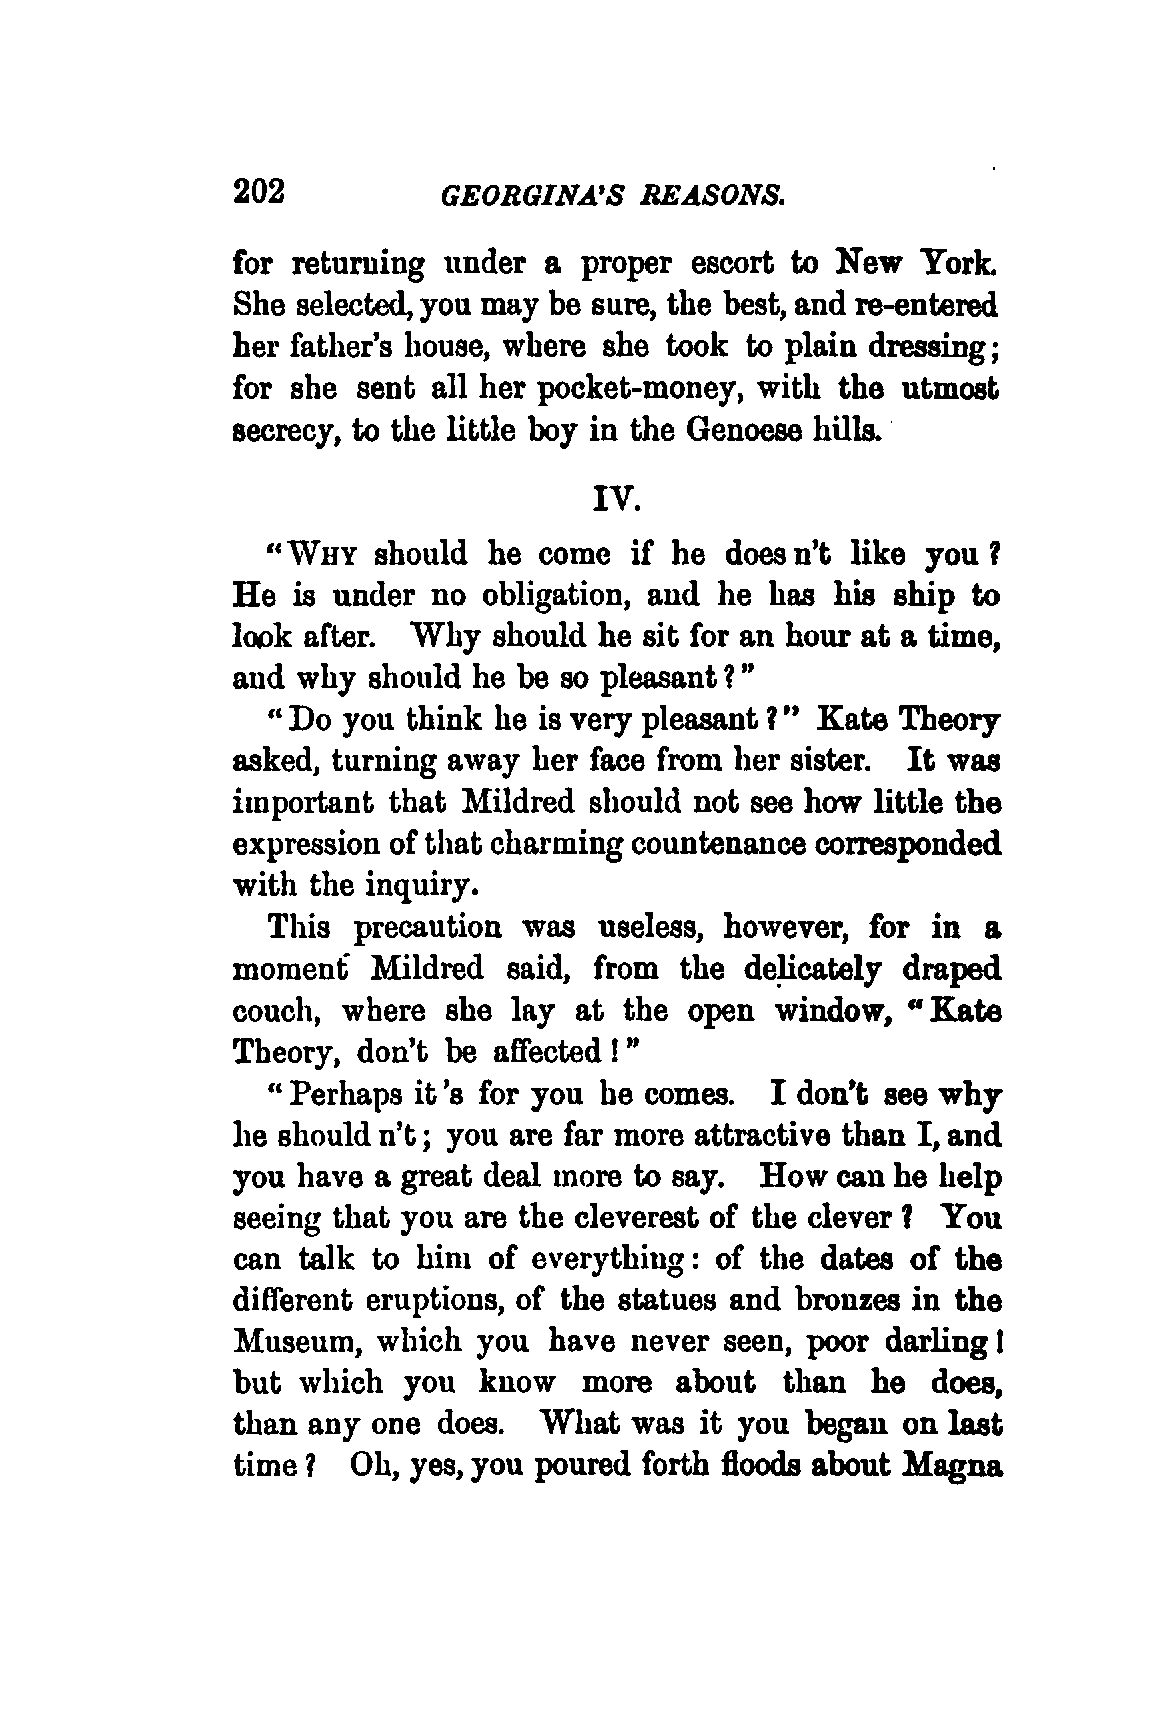 202 GEORGINA'S REASONS.
for returning under a proper escort to New York.
She selected, you may be sure, the best, and re-entered
her father's house, where she took to plain dressing;
for she sent all her pocket-money, with the utmost
secrecy, to the little boy in the Genoese hills.
IV.
"WHY should he come if he does n't like you?
He is under no obligation, and he has his ship to
look after. Why should he sit for an hour at a time,
and why should he be so pleasant?"
"Do you think he is very pleasant?" Kate Theory
asked, turning away her face from her sister. It was
important that Mildred should not see how little the
expression of that charming countenance corresponded
with the inquiry.
This precaution was useless, however, for in a
moment Mildred said, from the delicately draped
couch, where she lay at the open window, "Kate
Theory, don't be affected!"
"Perhaps it 's for you he comes. I don't see why
he should n't; you are far more attractive than I, and
you have a great deal more to say. How can he help
seeing that you are the cleverest of the clever? You
can talk to him of everything: of the dates of the
different eruptions, of the statues and bronzes in the
Museum, which you have never seen, poor darling!
but which you know more about than he does,
than any one does. What was it you began on last
time? Oh, yes, you poured forth floods about Magna